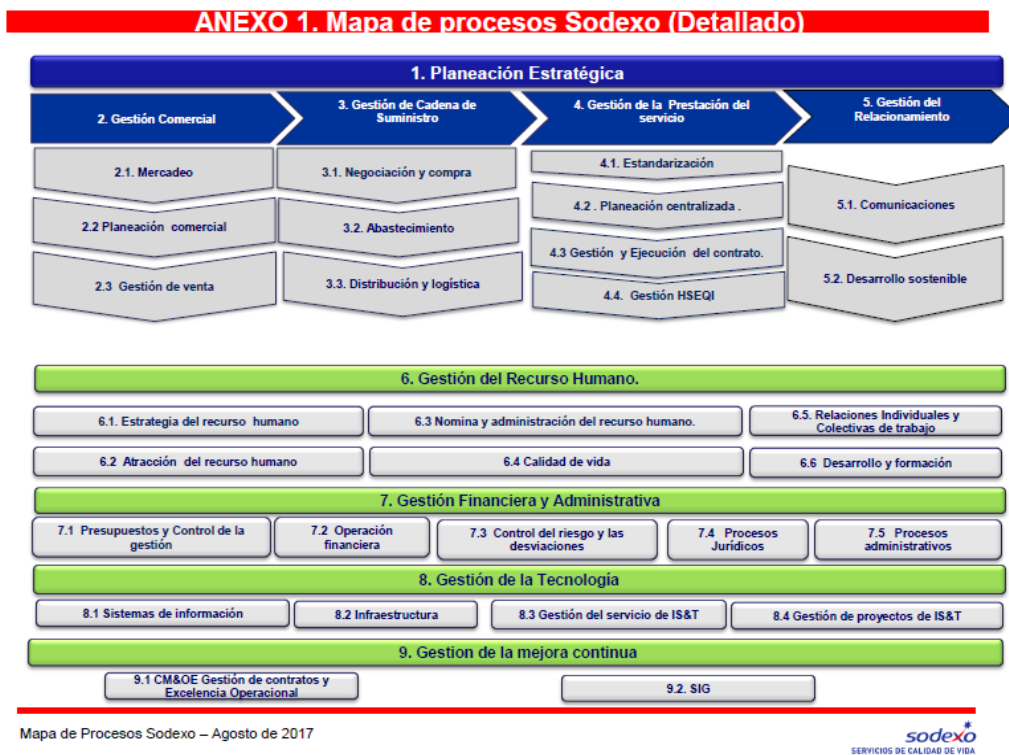 ANEXO 1. Mapa de procesos Sodexo (Detallado)
1. Planeación Estratégica
2. Gestión Comercial
3. Gestión de Cadena de
Suministro
4. Gestión de la Prestación del
servicio
5. Gestión del
Relacionamiento
2.1. Mercadeo
2.2 Planeación comercial
2.3 Gestión de venta
3.1. Negociación y compra
3.2. Abastecimiento
3.3. Distribución y logística
4.1. Estandarización
4.2 . Planeación centralizada .
4.3 Gestión y Ejecución del contrato.
4.4. Gestión HSEQI
5.1. Comunicaciones
5.2. Desarrollo sostenible
6. Gestión del Recurso Humano.
6.1. Estrategia del recurso humano
6.3 Nomina y administración del recurso humano.
6.5. Relaciones Individuales y
Colectivas de trabajo
6.2 Atracción del recurso humano
6.4 Calidad de vida
6.6 Desarrollo y formación
7. Gestión Financiera y Administrativa
7.1 Presupuestos y Control de la
gestión
7.2 Operación
financiera
7.3 Control del riesgo y las
desviaciones
7.4 Procesos
Jurídicos
7.5 Procesos
administrativos
8. Gestión de la Tecnología
8.1 Sistemas de información
8.2 Infraestructura
8.3 Gestión del servicio de IS&T
8.4 Gestión de proyectos de IS&T
9. Gestion de la mejora continua
9.1 CM&OE Gestión de contratos y
Excelencia Operacional
9.2. SIG
Mapa de Procesos Sodexo – Agosto de 2017
sodexo
SERVICIOS DE CALIDAD DE VIDA